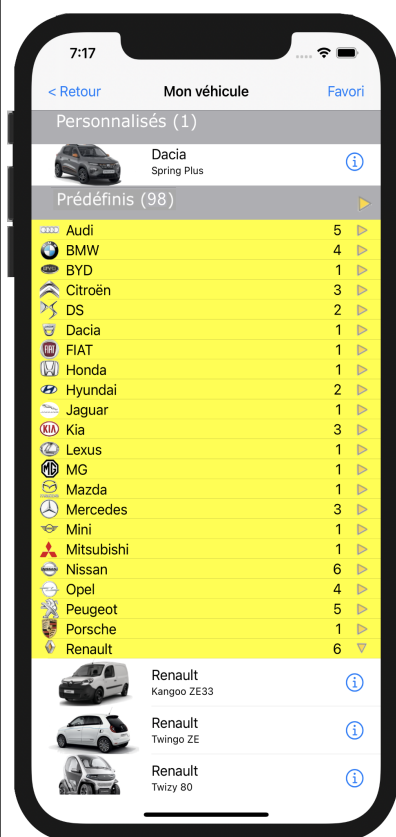 7:17
< Retour Mon véhicule Favori
Personnalisés (1)
Dacia
Spring Plus
Prédéfinis (98)
Audi 5
BMW 4
BYD 1
Citroën 3
DS 2
Dacia 1
FIAT 1
Honda 1
Hyundai 2
Jaguar 1
KIA Kia 3
Lexus 1
MG MG 1
Mazda 1
Mercedes 3
Mini 1
Mitsubishi 1
Nissan 6
Opel 4
Peugeot 5
Porsche 1
Renault 6
Renault
Kangoo ZE33
Renault
Twingo ZE
Renault
Twizy 80